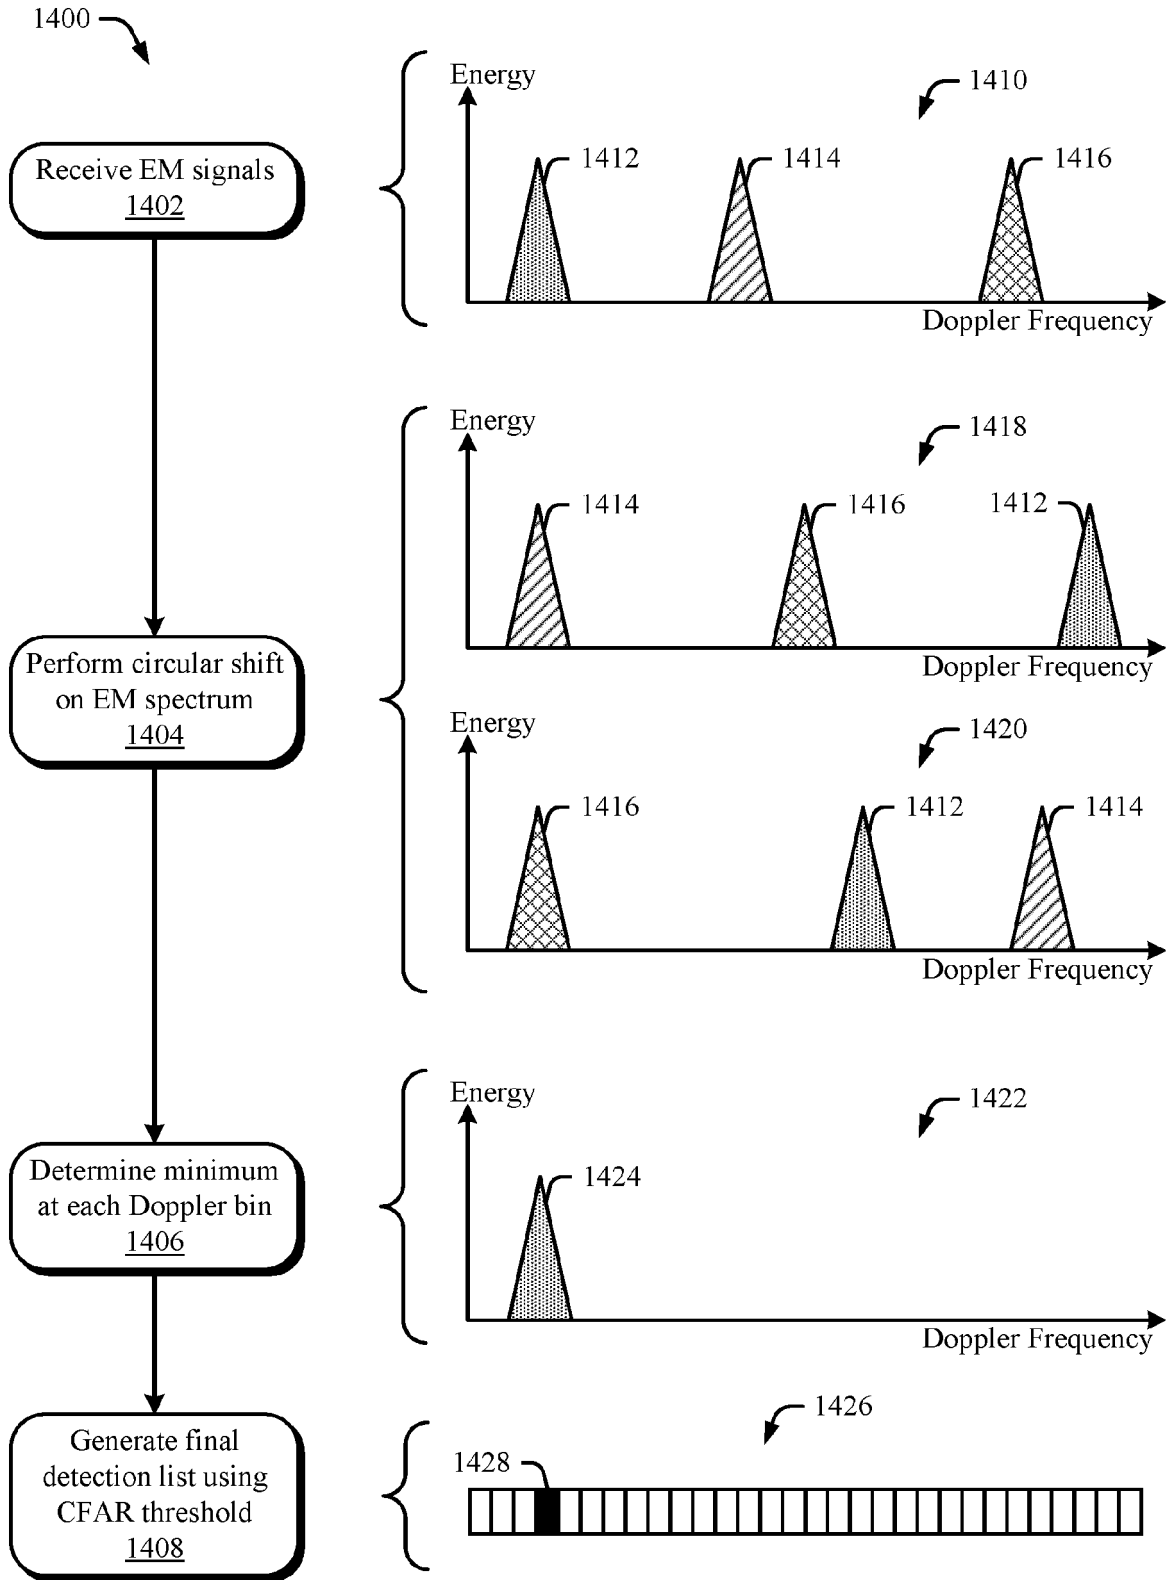 1400
Receive EM signals
1402
Energy
1410
1412
1414
1416
Doppler Frequency
Perform circular shift
on EM spectrum
1404
Energy
1418
1414
1416
1412
Doppler Frequency
Energy
1420
1416
1412
1414
Doppler Frequency
Determine minimum
at each Doppler bin
1406
Energy
1422
1424
Doppler Frequency
Generate final
detection list using
CFAR threshold
1408
1426
1428